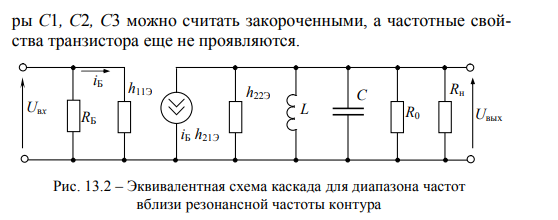 ры C1, C2, C3 можно считать закороченными, а частотные свой-
ства транзистора еще не проявляются.
iБ
h11Э
h22Э
C
Rн
Uвх
RБ
L
R0
Uвых
iБ h21Э
Рис. 13.2 – Эквивалентная схема каскада для диапазона частот
вблизи резонансной частоты контура